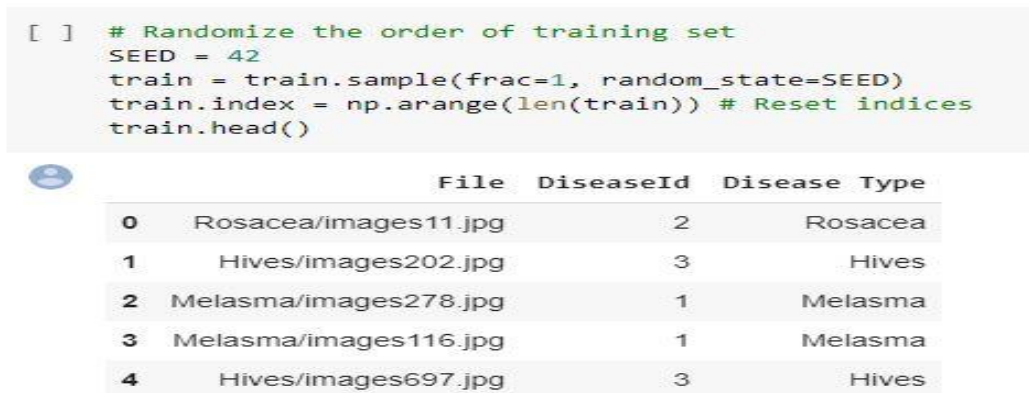 [ ] # Randomize the order of training set
SEED = 42
train = train.sample(frac=1, random_state=SEED)
train.index = np.arange(len(train)) # Reset indices
train.head()
File DiseaseId Disease Type
0 Rosacea/images11.jpg 2 Rosacea
1 Hives/images202.jpg 3 Hives
2 Melasma/images278.jpg 1 Melasma
3 Melasma/images116.jpg 1 Melasma
4 Hives/images697.jpg 3 Hives